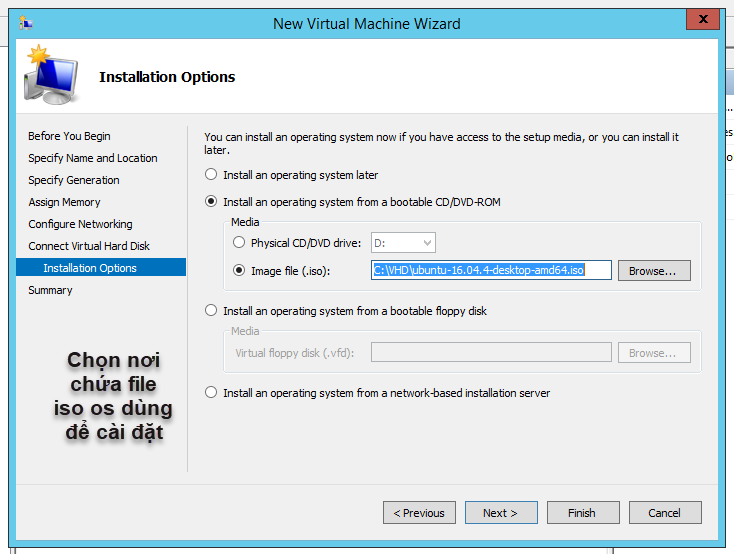 New Virtual Machine Wizard
Installation Options
Before You Begin
Specify Name and Location
Specify Generation
Assign Memory
Configure Networking
Connect Virtual Hard Disk
Installation Options
Summary
Chọn nơi
chứa file
iso os dùng
để cài đặt
You can install an operating system now if you have access to the setup media, or you can install it
later.
Install an operating system later
Install an operating system from a bootable CD/DVD-ROM
Media
Physical CD/DVD drive: D:
Image file (.iso): C:\VHD\ubuntu-16.04.4-desktop-amd64.iso Browse...
Install an operating system from a bootable floppy disk
Media
Virtual floppy disk (.vfd): Browse...
Install an operating system from a network-based installation server
< Previous Next > Finish Cancel